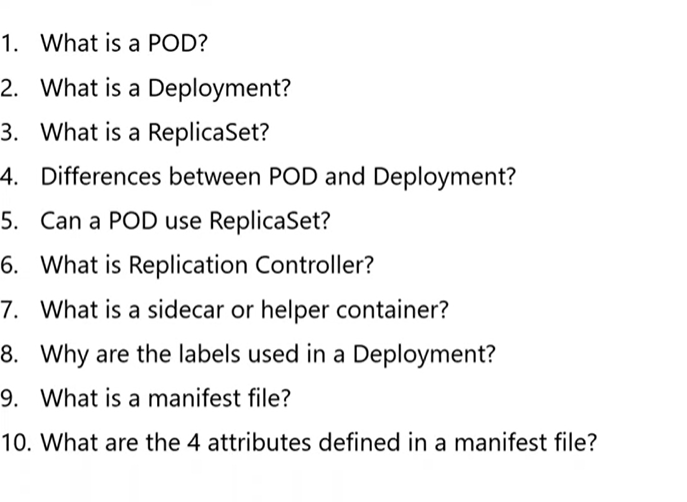 1. What is a POD?
2. What is a Deployment?
3. What is a ReplicaSet?
4. Differences between POD and Deployment?
5. Can a POD use ReplicaSet?
6. What is Replication Controller?
7. What is a sidecar or helper container?
8. Why are the labels used in a Deployment?
9. What is a manifest file?
10. What are the 4 attributes defined in a manifest file?